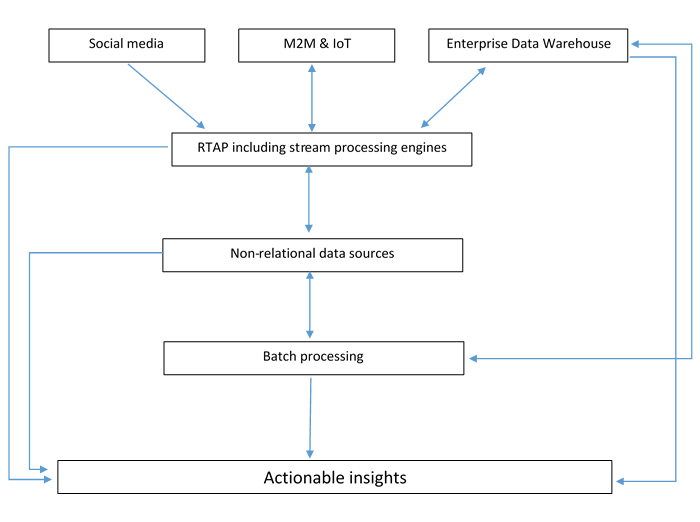 Social media
M2M & IoT
Enterprise Data Warehouse
RTAP including stream processing engines
Non-relational data sources
Batch processing
Actionable insights